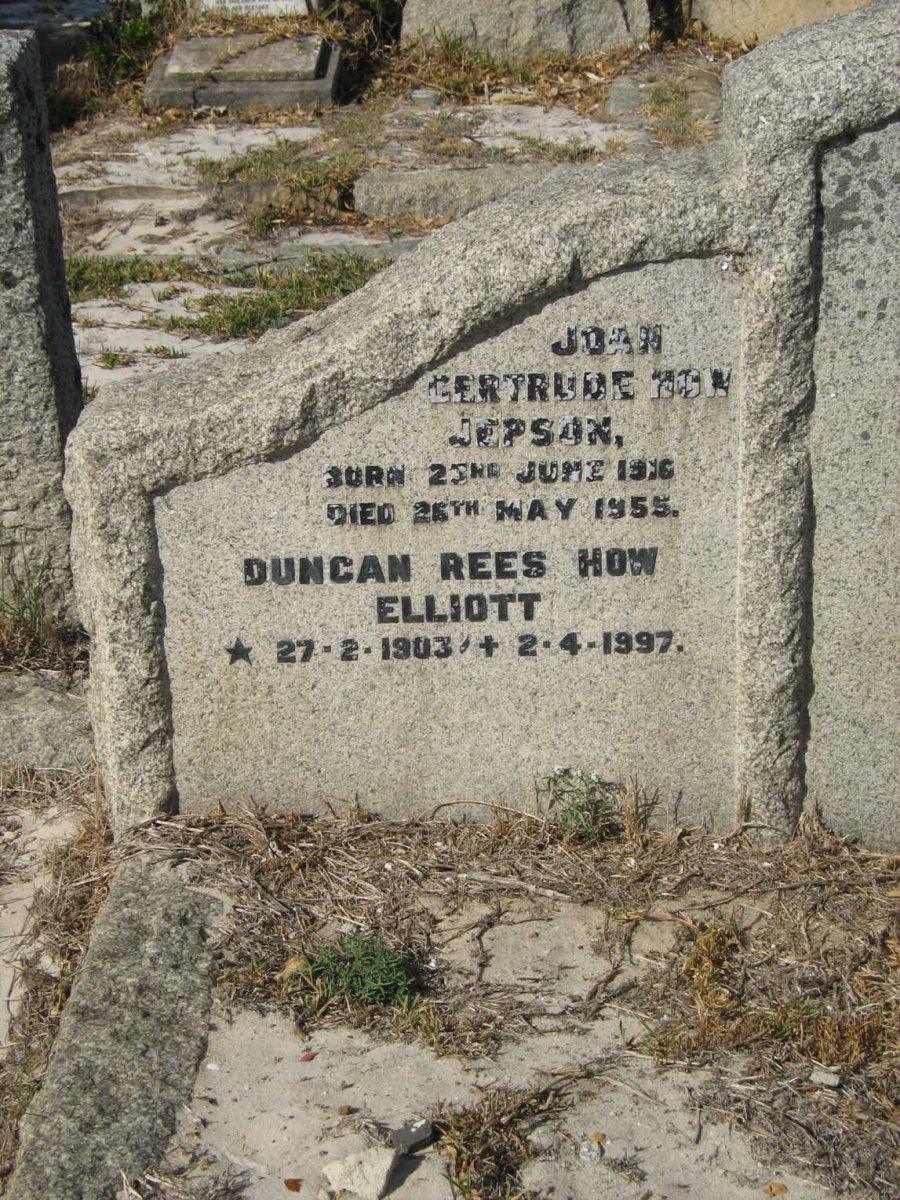 JOAN
GERTRUDE HOW
JEPSON,
BORN 23RD JUNE 1916
DIED 26TH MAY 1955.
DUNCAN REES HOW
ELLIOTT
★ 27-2-1903 / + 2-4-1997.